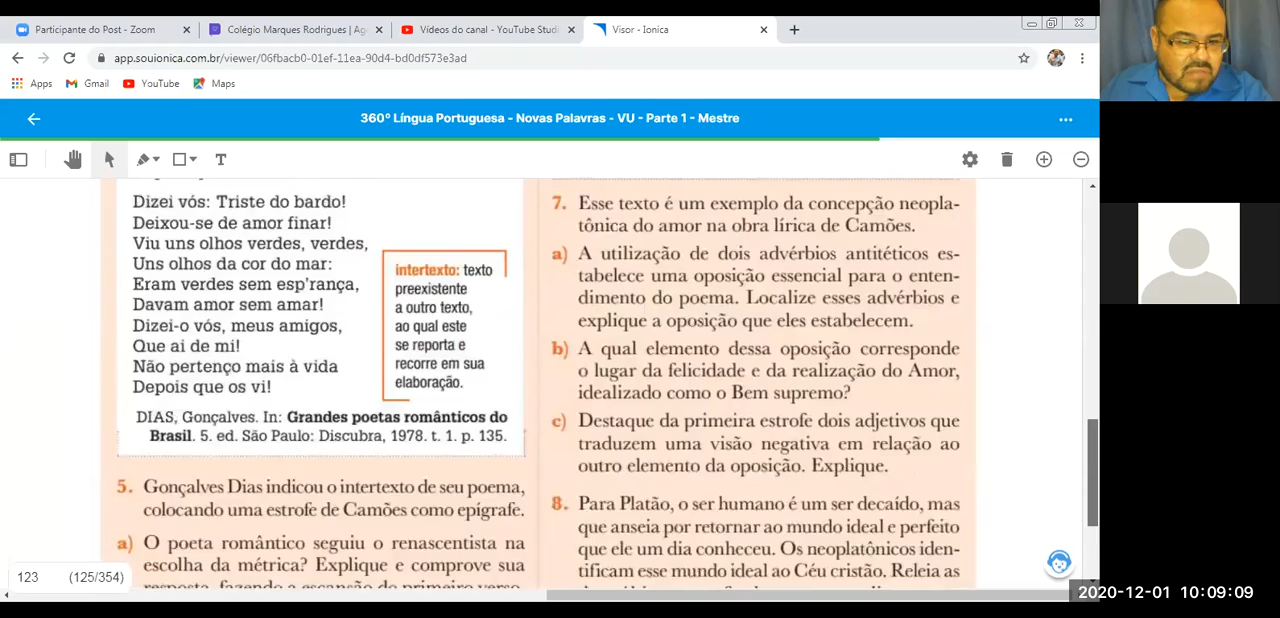 Participante do Post - Zoom
Colégio Marques Rodrigues | Ag
Vídeos do canal - YouTube Studi
Visor - Ionica
app.souionica.com.br/viewer/06fbacb0-01ef-11ea-90d4-bd0df573e3ad
Apps
Gmail
YouTube
Maps
360º Língua Portuguesa - Novas Palavras - VU - Parte 1 - Mestre
T
Dizei vós: Triste do bardo!
Deixou-se de amor finar!
Viu uns olhos verdes, verdes,
Uns olhos da cor do mar:
Eram verdes sem esp'rança,
Davam amor sem amar!
Dizei-o vós, meus amigos,
Que ai de mi!
Não pertenço mais à vida
Depois que os vi!
DIAS, Gonçalves. In: Grandes poetas românticos do
Brasil. 5. ed. São Paulo: Discubra, 1978. t. 1. p. 135.
intertexto: texto
preexistente
a outro texto,
ao qual este
se reporta e
recorre em sua
elaboração.
5. Gonçalves Dias indicou o intertexto de seu poema,
colocando uma estrofe de Camões como epígrafe.
a) O poeta romântico seguiu o renascentista na
escolha da métrica? Explique e comprove sua
resposta, fazendo a escansão do primeiro verso
7. Esse texto é um exemplo da concepção neopla-
tônica do amor na obra lírica de Camões.
a) A utilização de dois advérbios antitéticos es-
tabelece uma oposição essencial para o enten-
dimento do poema. Localize esses advérbios e
explique a oposição que eles estabelecem.
b) A qual elemento dessa oposição corresponde
o lugar da felicidade e da realização do Amor,
idealizado como o Bem supremo?
c) Destaque da primeira estrofe dois adjetivos que
traduzem uma visão negativa em relação ao
outro elemento da oposição. Explique.
8. Para Platão, o ser humano é um ser decaído, mas
que anseia por retornar ao mundo ideal e perfeito
que ele um dia conheceu. Os neoplatônicos iden-
tificam esse mundo ideal ao Céu cristão. Releia as
123 (125/354)
2020-12-01 10:09:09